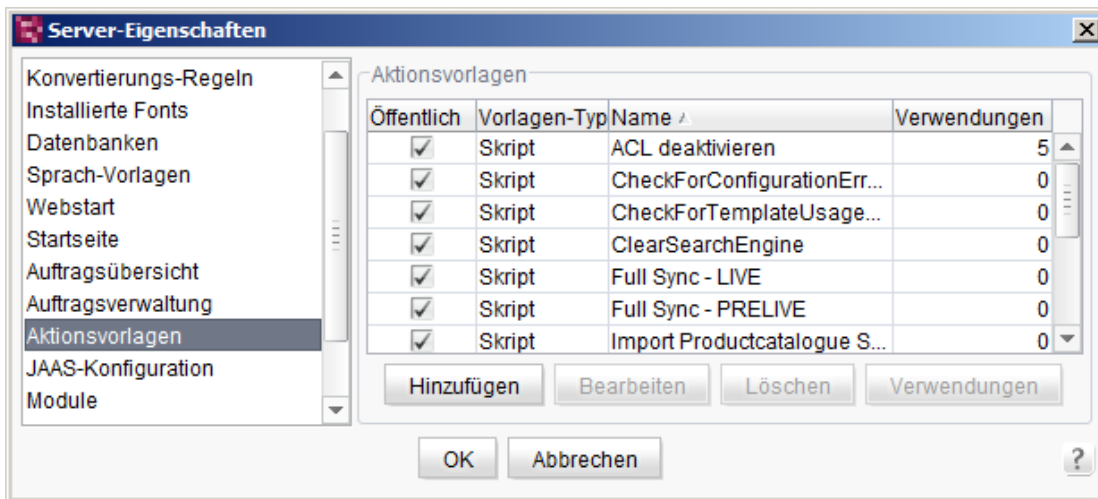 Server-Eigenschaften
Konvertierungs-Regeln
Installierte Fonts
Datenbanken
Sprach-Vorlagen
Webstart
Startseite
Auftragsübersicht
Auftragsverwaltung
Aktionsvorlagen
JAAS-Konfiguration
Module
Aktionsvorlagen
Öffentlich Vorlagen-Typ Name Verwendungen
Skript ACL deaktivieren 5
Skript CheckForConfigurationErr... 0
Skript CheckForTemplateUsage... 0
Skript ClearSearchEngine 0
Skript Full Sync - LIVE 0
Skript Full Sync - PRELIVE 0
Skript Import Productcatalogue S... 0
Hinzufügen Bearbeiten Löschen Verwendungen
OK Abbrechen ?